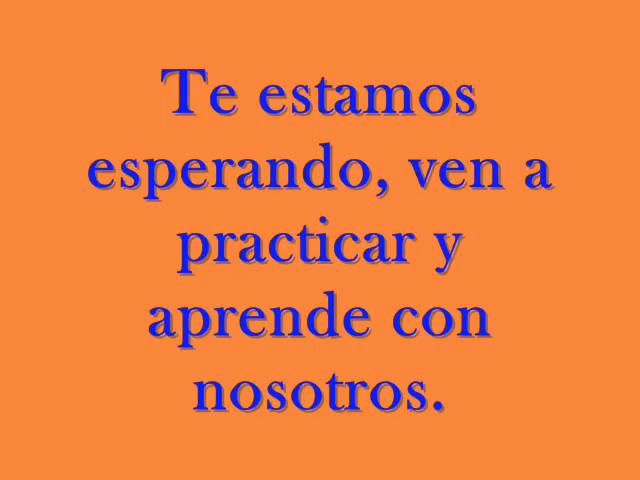 Te estamos
esperando, ven a
practicar y
aprende con
nosotros.